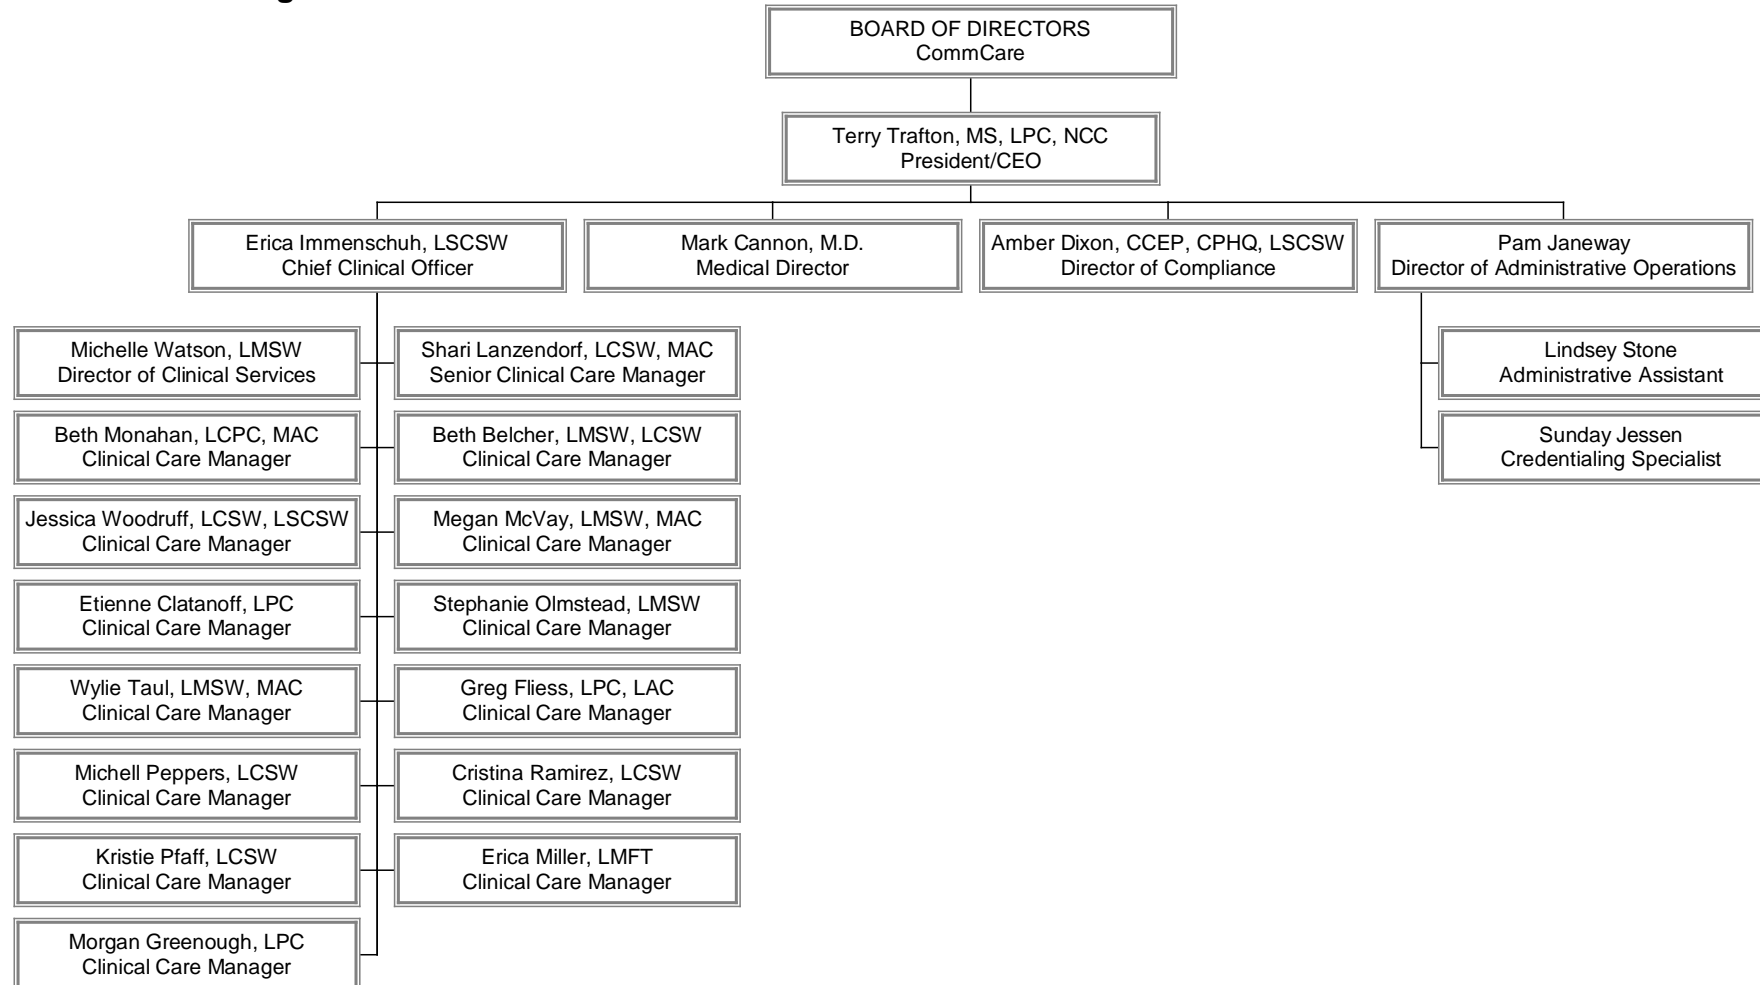 BOARD OF DIRECTORS
CommCare
Terry Trafton, MS, LPC, NCC
President/CEO
Erica Immenschuh, LSCSW
Chief Clinical Officer
Mark Cannon, M.D.
Medical Director
Amber Dixon, CCEP, CPHQ, LSCSW
Director of Compliance
Pam Janeway
Director of Administrative Operations
Michelle Watson, LMSW
Director of Clinical Services
Shari Lanzendorf, LCSW, MAC
Senior Clinical Care Manager
Lindsey Stone
Administrative Assistant
Beth Monahan, LCPC, MAC
Clinical Care Manager
Beth Belcher, LMSW, LCSW
Clinical Care Manager
Sunday Jessen
Credentialing Specialist
Jessica Woodruff, LCSW, LSCSW
Clinical Care Manager
Megan McVay, LMSW, MAC
Clinical Care Manager
Etienne Clatanoff, LPC
Clinical Care Manager
Stephanie Olmstead, LMSW
Clinical Care Manager
Wylie Taul, LMSW, MAC
Clinical Care Manager
Greg Fliess, LPC, LAC
Clinical Care Manager
Michell Peppers, LCSW
Clinical Care Manager
Cristina Ramirez, LCSW
Clinical Care Manager
Kristie Pfaff, LCSW
Clinical Care Manager
Erica Miller, LMFT
Clinical Care Manager
Morgan Greenough, LPC
Clinical Care Manager